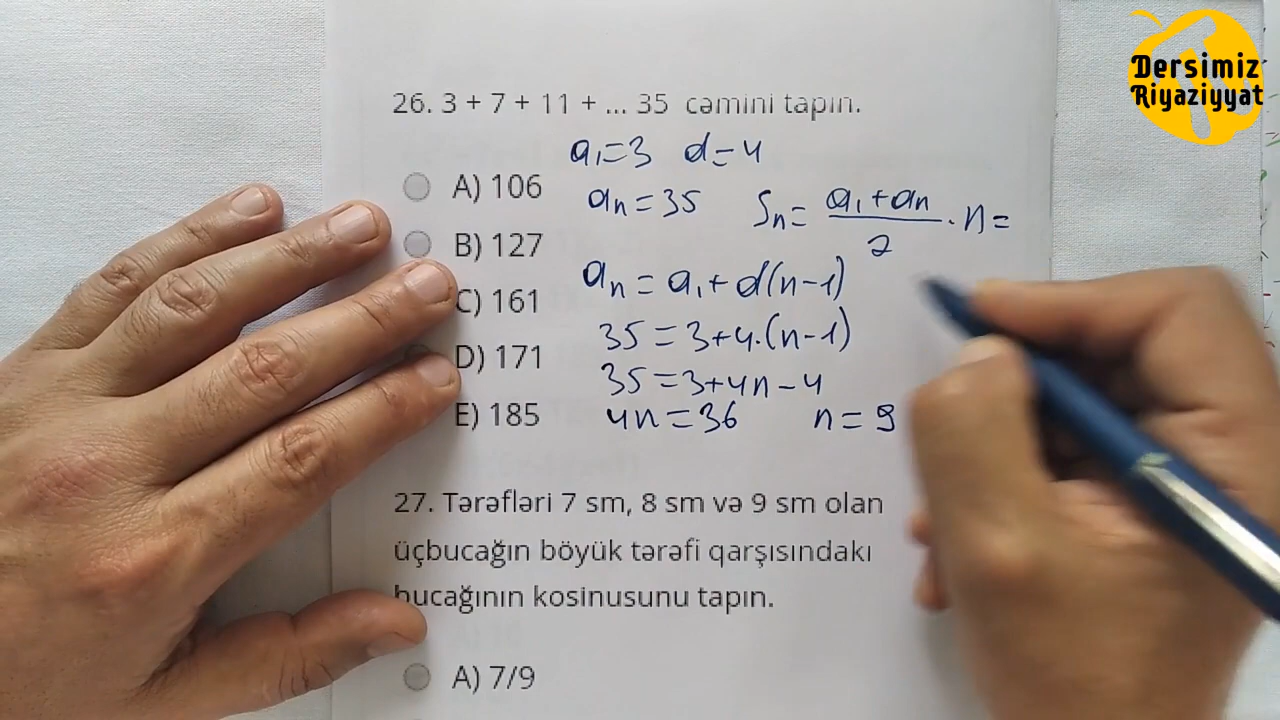 Dersimiz
Riyaziyyat
26. 3 + 7 + 11 + ... 35 cəmini tapın.
a₁=3 d=4
A) 106
aₙ=35 Sₙ= (a₁+aₙ)/2 · n=
B) 127
aₙ = a₁+d(n-1)
C) 161
35=3+4·(n-1)
D) 171
35=3+4n-4
E) 185
4n=36 n=9
27. Tərəfləri 7 sm, 8 sm və 9 sm olan
üçbucağın böyük tərəfi qarşısındakı
bucağının kosinusunu tapın.
A) 7/9